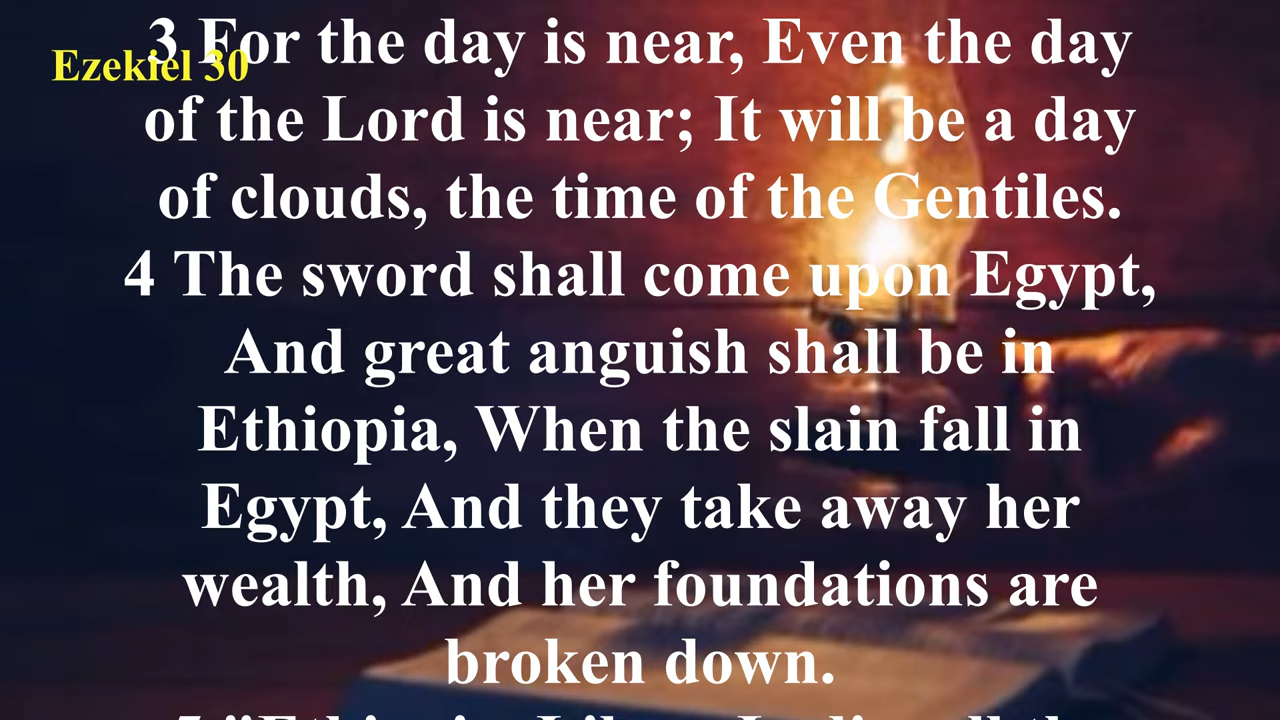 Ezekiel 30
3 For the day is near, Even the day
of the Lord is near; It will be a day
of clouds, the time of the Gentiles.
4 The sword shall come upon Egypt,
And great anguish shall be in
Ethiopia, When the slain fall in
Egypt, And they take away her
wealth, And her foundations are
broken down.